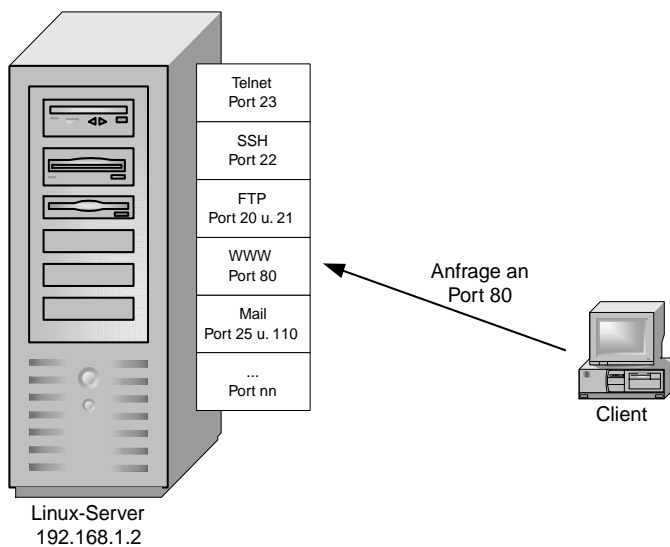 Telnet
Port 23
SSH
Port 22
FTP
Port 20 u. 21
WWW
Port 80
Mail
Port 25 u. 110
...
Port nn
Anfrage an
Port 80
Client
Linux-Server
192.168.1.2